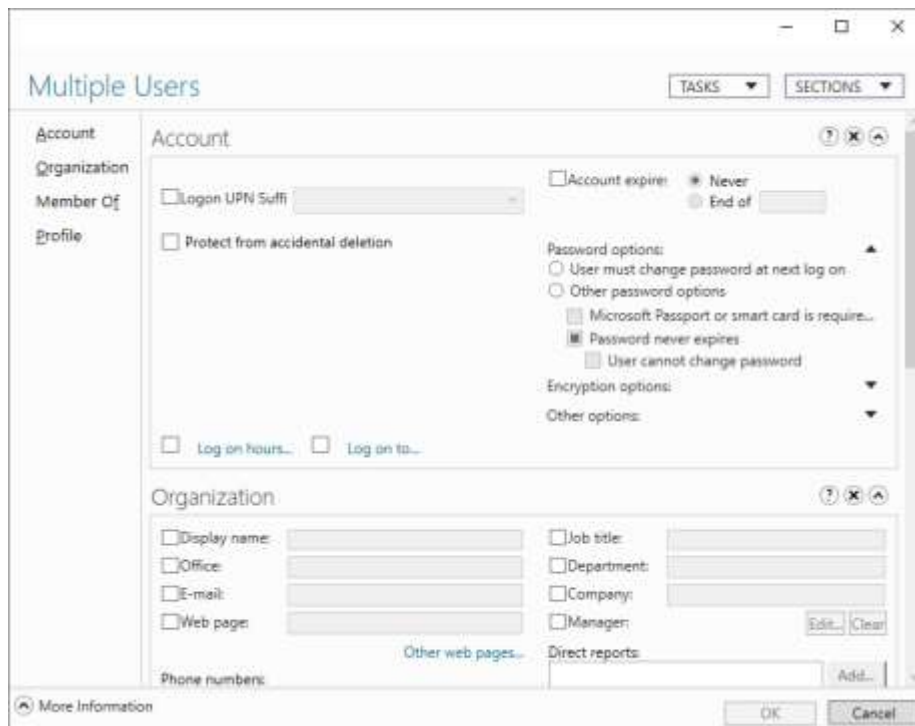 Multiple Users
TASKS
SECTIONS
Account
Organization
Member Of
Profile
Account
Logon UPN Suffi
Protect from accidental deletion
Account expire:
Never
End of
Password options:
User must change password at next log on
Other password options
Microsoft Passport or smart card is require...
Password never expires
User cannot change password
Encryption options:
Other options:
Log on hours...
Log on to...
Organization
Display name:
Office:
E-mail:
Web page:
Other web pages...
Phone numbers:
Job title:
Department:
Company:
Manager:
Edit...
Clear
Direct reports:
Add...
More Information
OK
Cancel